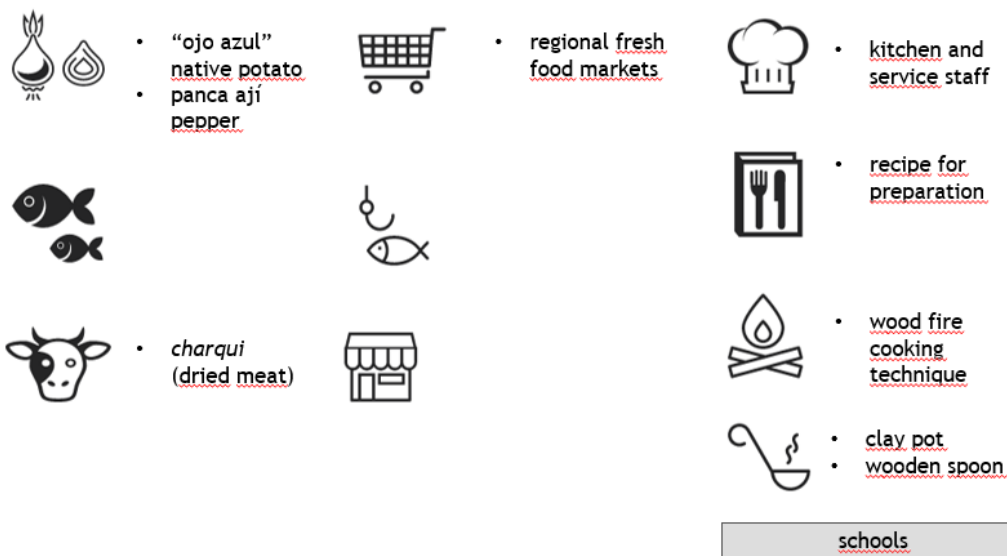 • “ojo azul”
native potato
• panca ají
pepper
• charqui
(dried meat)
• regional fresh
food markets
• kitchen and
service staff
• recipe for
preparation
• wood fire
cooking
technique
• clay pot
• wooden spoon
schools